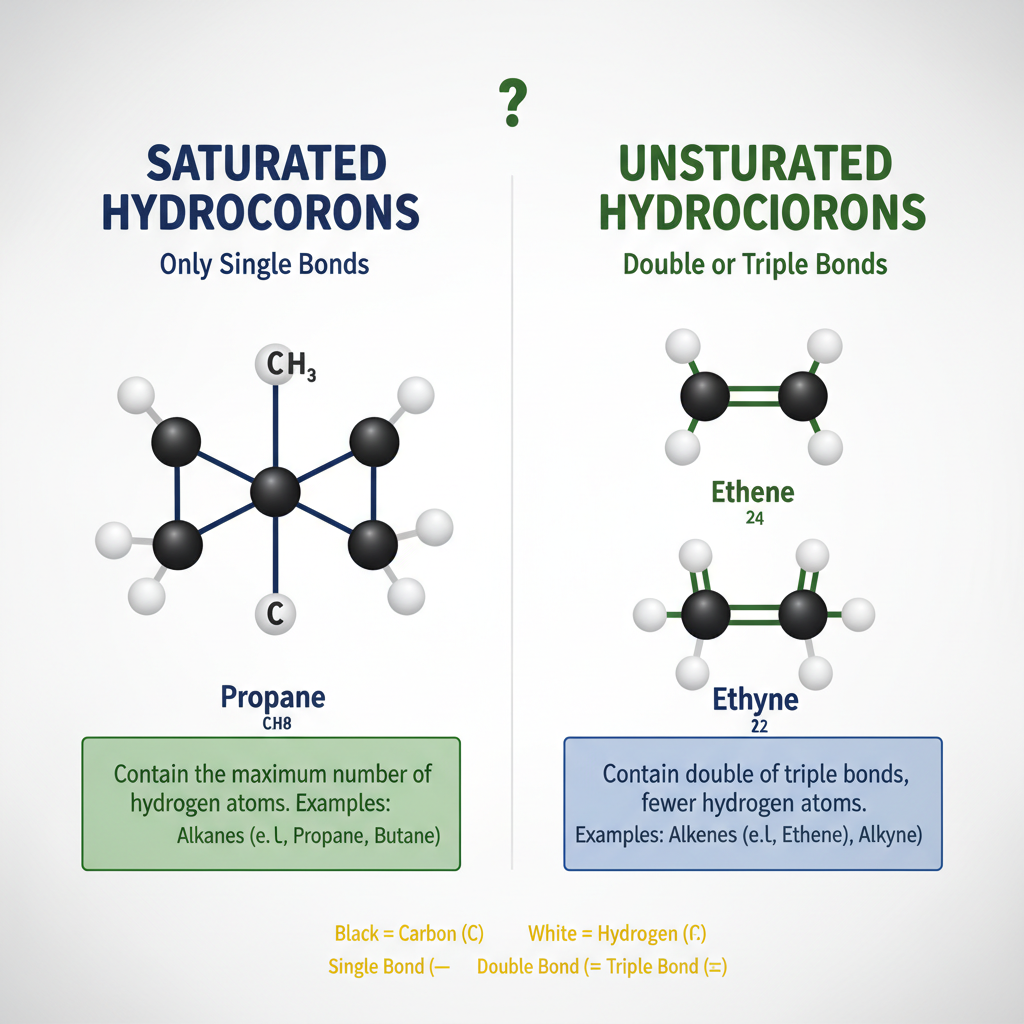 ?
SATURATED
HYDROCORONS
Only Single Bonds
CH₃
C
Propane
CH8
Contain the maximum number of
hydrogen atoms. Examples:
Alkanes (e.l, Propane, Butane)
UNSTURATED
HYDROCIORONS
Double or Triple Bonds
Ethene
24
Ethyne
22
Contain double of triple bonds,
fewer hydrogen atoms.
Examples: Alkenes (e.l, Ethene), Alkyne)
Black = Carbon (C) White = Hydrogen
Single Bond (— Double Bond (= Triple Bond (=)